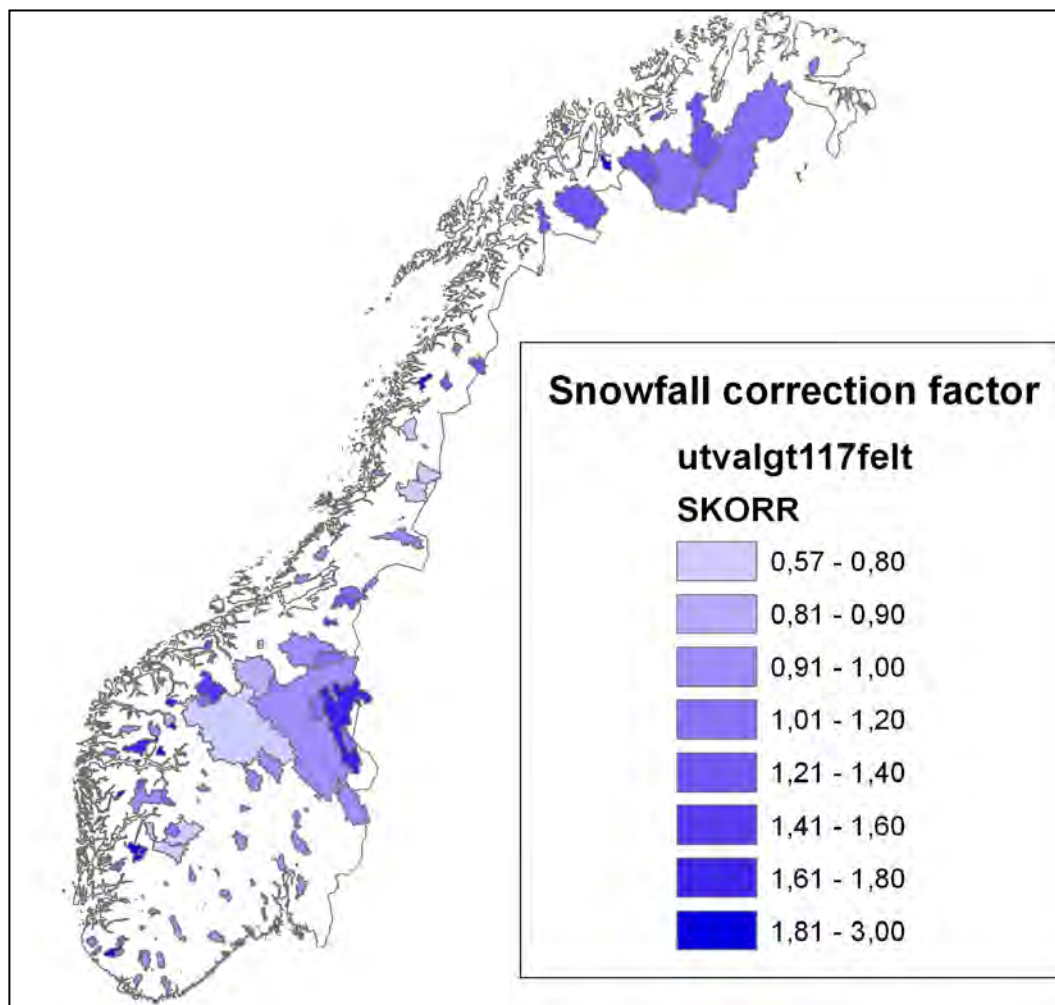 Snowfall correction factor
utvalgt117felt
SKORR
0,57 - 0,80
0,81 - 0,90
0,91 - 1,00
1,01 - 1,20
1,21 - 1,40
1,41 - 1,60
1,61 - 1,80
1,81 - 3,00